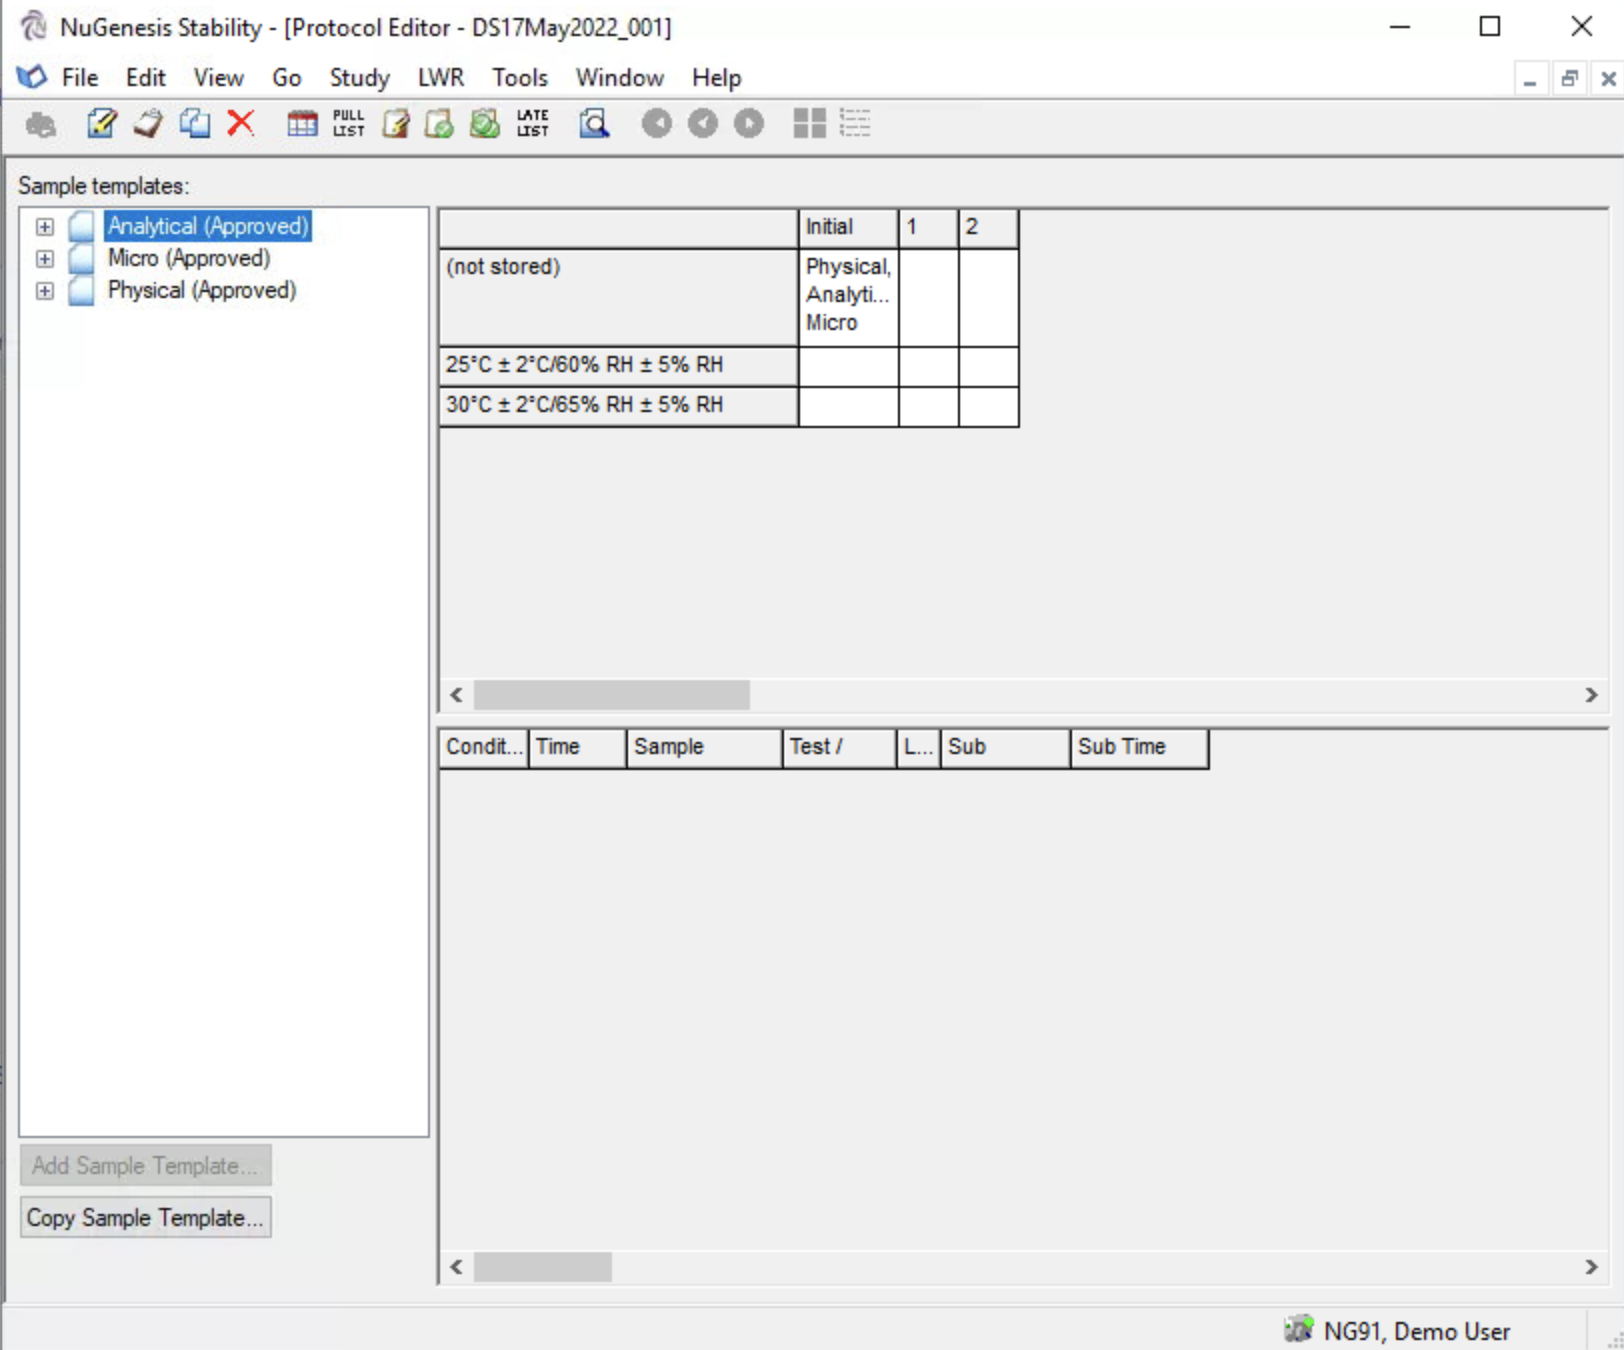 NuGenesis Stability - [Protocol Editor - DS17May2022_001]
File Edit View Go Study LWR Tools Window Help
PULL LIST LATE LIST
Sample templates:
Analytical (Approved)
Micro (Approved)
Physical (Approved)
Initial 1 2
(not stored) Physical,
Analyti...
Micro
25°C ± 2°C/60% RH ± 5% RH
30°C ± 2°C/65% RH ± 5% RH
Condit... Time Sample Test / L... Sub Sub Time
Add Sample Template...
Copy Sample Template...
NG91, Demo User